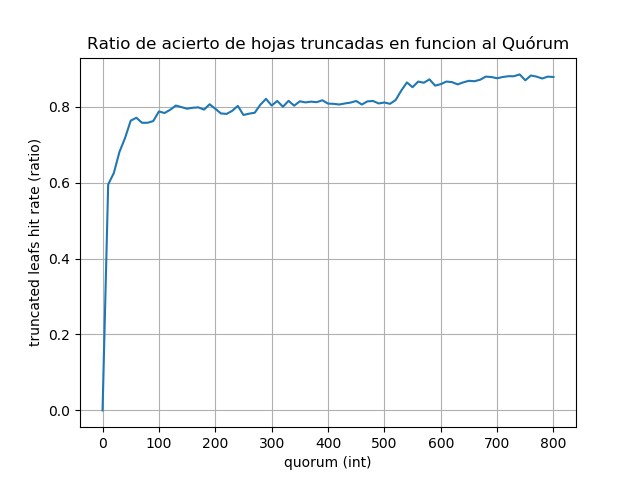 Ratio de acierto de hojas truncadas en funcion al Quórum
truncated leafs hit rate (ratio)
0.8
0.6
0.4
0.2
0.0
0 100 200 300 400 500 600 700 800
quorum (int)